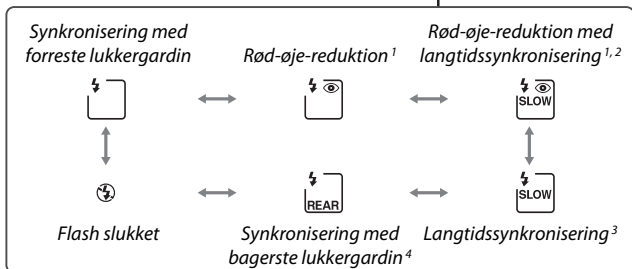 Synkronisering med
forreste lukkergardin
Rød-øje-reduktion 1
Rød-øje-reduktion med
langtidssynkronisering 1, 2
SLOW
REAR
SLOW
Flash slukket
Synkronisering med
bagerste lukkergardin 4
Langtidssynkronisering 3